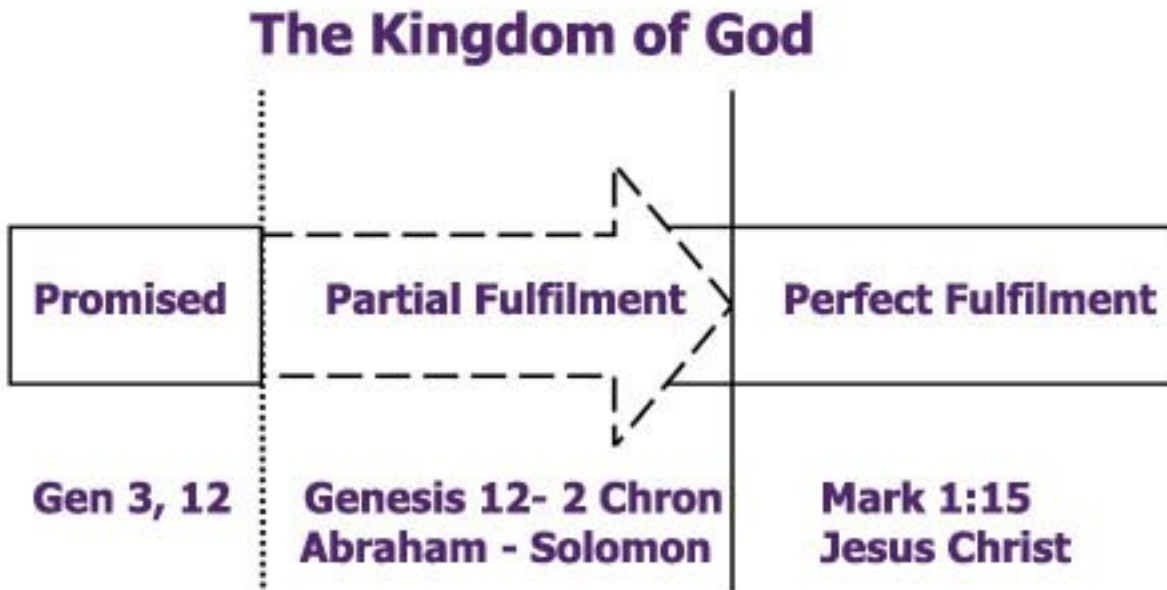 The Kingdom of God
Promised
Partial Fulfilment
Perfect Fulfilment
Gen 3, 12
Genesis 12- 2 Chron
Abraham - Solomon
Mark 1:15
Jesus Christ